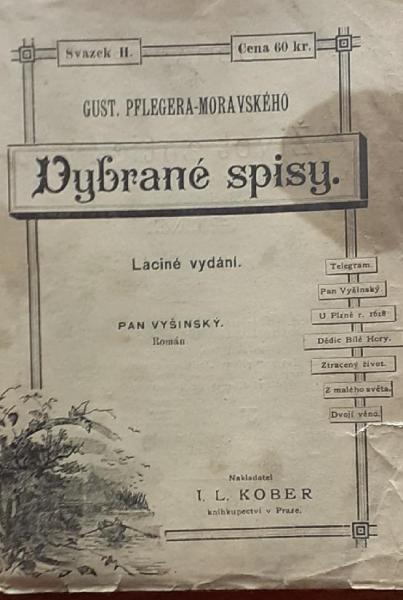 Svazek II.
Cena 60 kr.
GUST. PFLEGERA-MORAVSKÉHO
Vybrané spisy.
Laciné vydání.
PAN VYŠINSKÝ.
Román
Telegram.
Pan Vyšinský.
U Plzně r. 1618
Dědic Bílé Hory.
Ztracený život.
Z malého světa.
Dvojí věno.
Nakladatel
I. L. KOBER
knihkupectví v Praze.